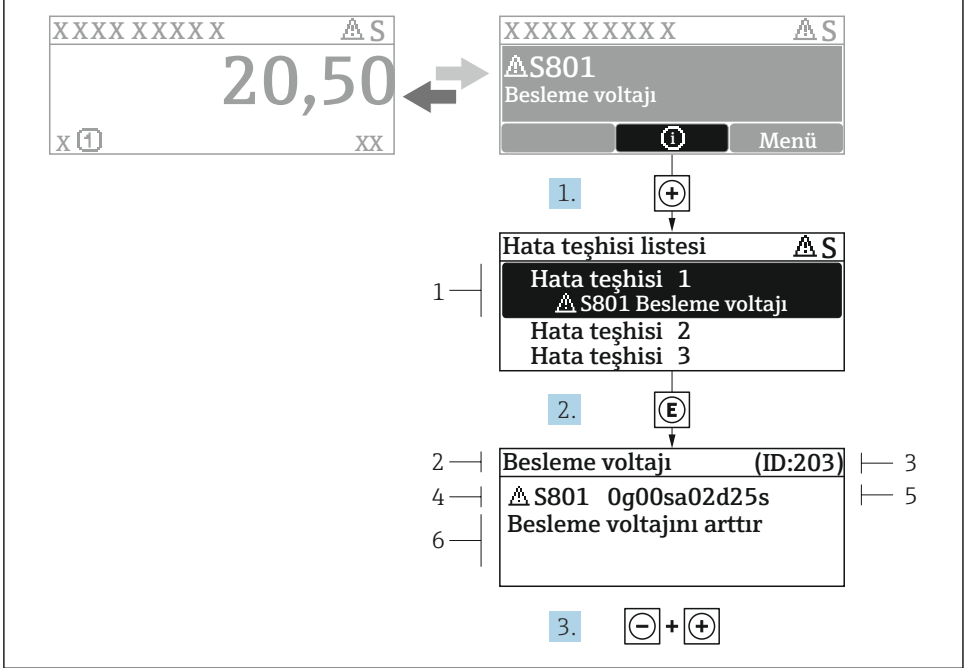 XXXX XXXXX ⚠ S
20,50
X ① XX
XXXX XXXXX ⚠ S
⚠S801
Besleme voltajı
ⓘ Menü
1. +
Hata teşhisi listesi ⚠ S
1
Hata teşhisi 1
⚠ S801 Besleme voltajı
Hata teşhisi 2
Hata teşhisi 3
2. E
2 Besleme voltajı (ID:203) 3
4 ⚠ S801 0g00sa02d25s 5
Besleme voltajını arttır
6
3. − + +